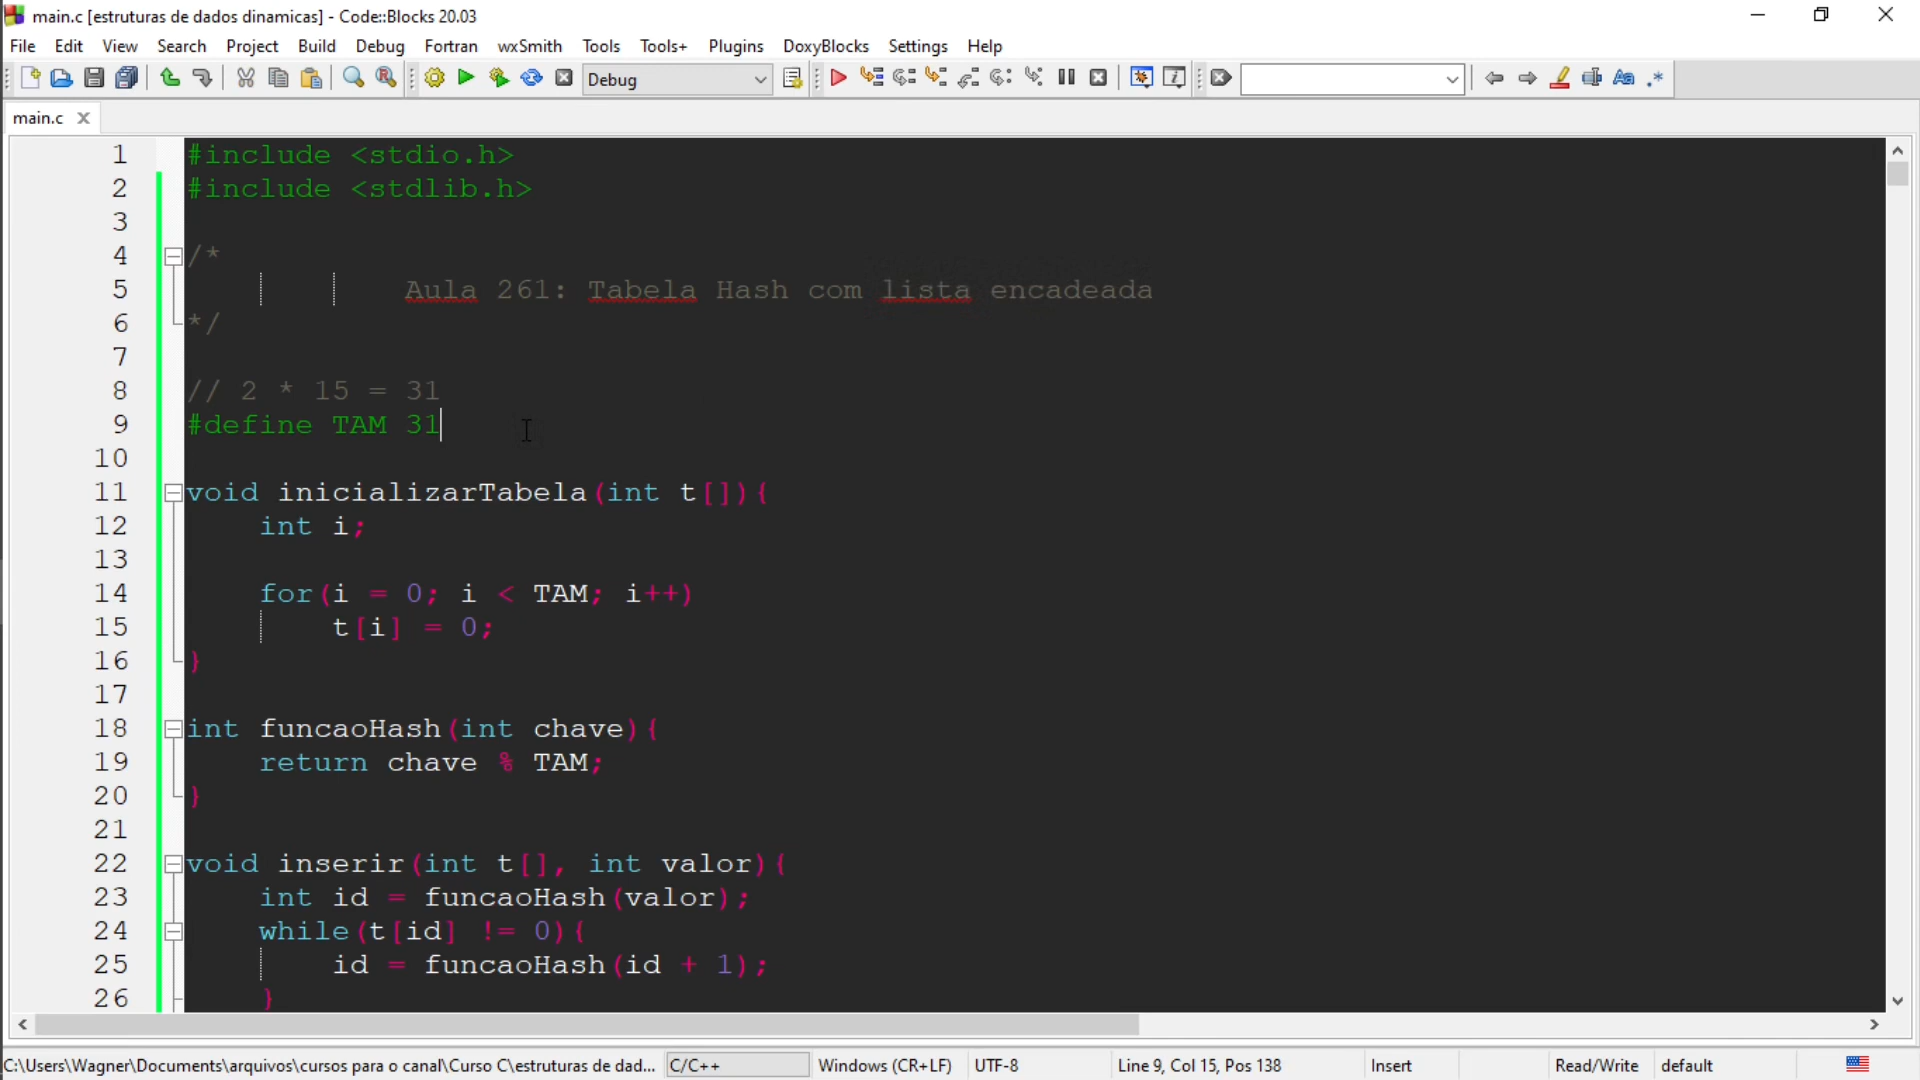 main.c [estruturas de dados dinamicas] - Code::Blocks 20.03
File Edit View Search Project Build Debug Fortran wxSmith Tools Tools+ Plugins DoxyBlocks Settings Help
Debug
main.c
1 #include <stdio.h>
2 #include <stdlib.h>
3
4 /*
5 Aula 261: Tabela Hash com lista encadeada
6 */
7
8 // 2 * 15 = 31
9 #define TAM 31
10
11 void inicializarTabela(int t[]){
12 int i;
13
14 for(i = 0; i < TAM; i++)
15 t[i] = 0;
16 }
17
18 int funcaoHash(int chave){
19 return chave % TAM;
20 }
21
22 void inserir(int t[], int valor){
23 int id = funcaoHash(valor);
24 while(t[id] != 0){
25 id = funcaoHash(id + 1);
26 }
C:\Users\Wagner\Documents\arquivos\cursos para o canal\Curso C\estruturas de dad... C/C++ Windows (CR+LF) UTF-8 Line 9, Col 15, Pos 138 Insert Read/Write default